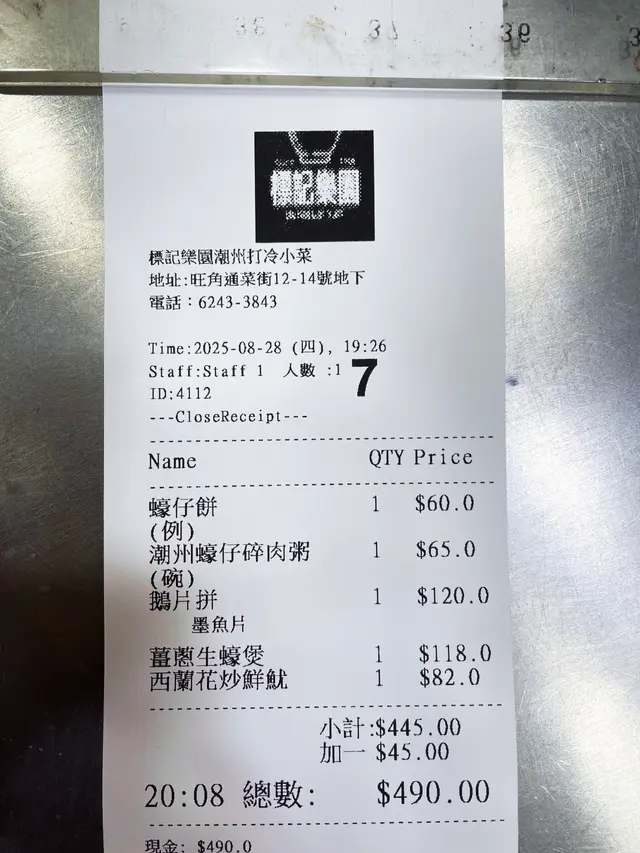 標記樂園
標記樂園潮州打冷小菜
地址:旺角通菜街12-14號地下
電話：6243-3843
Time:2025-08-28 (四), 19:26
Staff:Staff 1 人數 :1 7
ID:4112
---CloseReceipt---
Name QTY Price
蠔仔餅 1 $60.0
(例)
潮州蠔仔碎肉粥 1 $65.0
(碗)
鵝片拼 1 $120.0
墨魚片
薑蔥生蠔煲 1 $118.0
西蘭花炒鮮魷 1 $82.0
小計:$445.00
加一 $45.00
20:08 總數: $490.00
現金: $490.0